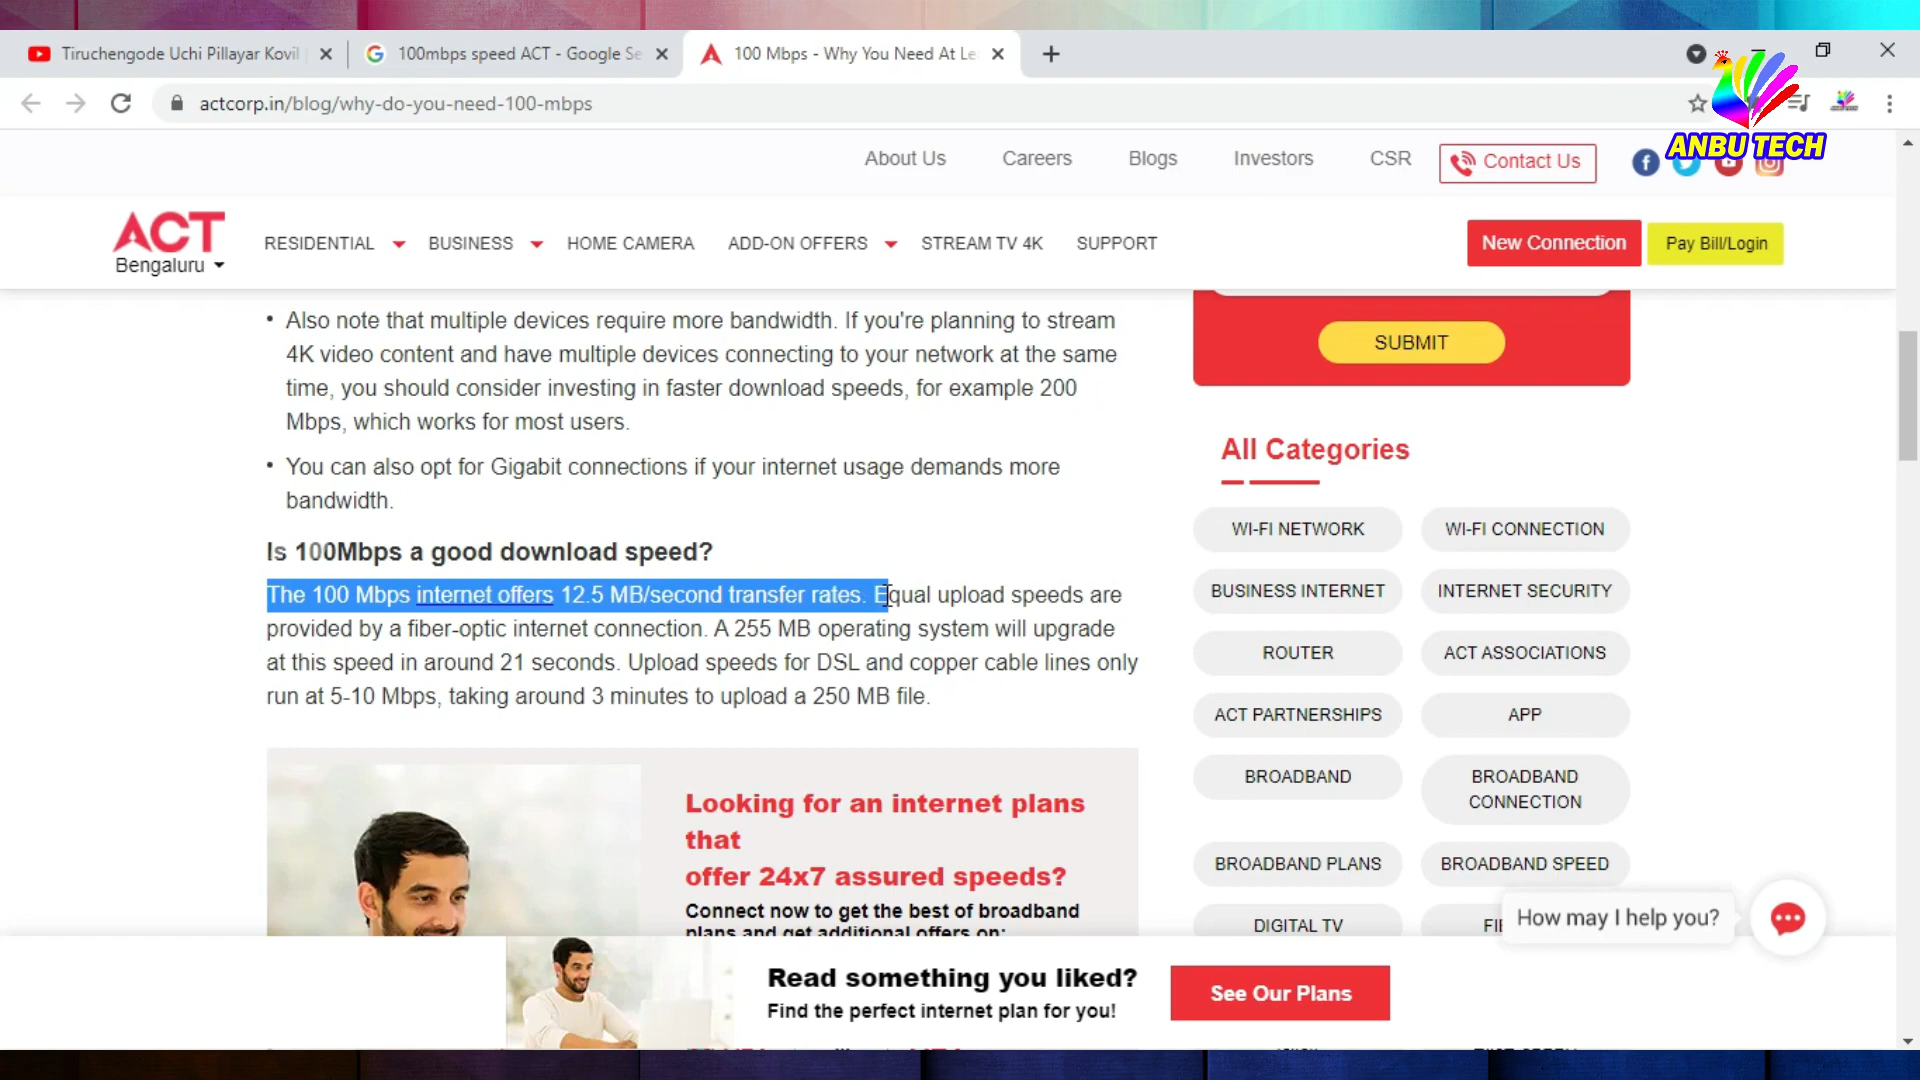 Tiruchengode Uchi Pillayar Kovil
100mbps speed ACT - Google Se
100 Mbps - Why You Need At Le
actcorp.in/blog/why-do-you-need-100-mbps
ANBU TECH
About Us Careers Blogs Investors CSR Contact Us
ACT
Bengaluru
RESIDENTIAL BUSINESS HOME CAMERA ADD-ON OFFERS STREAM TV 4K SUPPORT
New Connection Pay Bill/Login
• Also note that multiple devices require more bandwidth. If you're planning to stream
4K video content and have multiple devices connecting to your network at the same
time, you should consider investing in faster download speeds, for example 200
Mbps, which works for most users.
• You can also opt for Gigabit connections if your internet usage demands more
bandwidth.
Is 100Mbps a good download speed?
The 100 Mbps internet offers 12.5 MB/second transfer rates. Equal upload speeds are
provided by a fiber-optic internet connection. A 255 MB operating system will upgrade
at this speed in around 21 seconds. Upload speeds for DSL and copper cable lines only
run at 5-10 Mbps, taking around 3 minutes to upload a 250 MB file.
Looking for an internet plans
that
offer 24x7 assured speeds?
Connect now to get the best of broadband
plans and get additional offers on:
SUBMIT
All Categories
WI-FI NETWORK WI-FI CONNECTION
BUSINESS INTERNET INTERNET SECURITY
ROUTER ACT ASSOCIATIONS
ACT PARTNERSHIPS APP
BROADBAND BROADBAND
CONNECTION
BROADBAND PLANS BROADBAND SPEED
DIGITAL TV
How may I help you?
Read something you liked?
Find the perfect internet plan for you!
See Our Plans